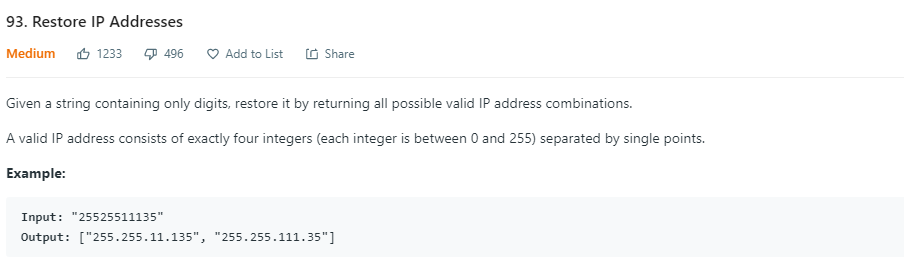 93. Restore IP Addresses
Medium 1233 496 Add to List Share
Given a string containing only digits, restore it by returning all possible valid IP address combinations.
A valid IP address consists of exactly four integers (each integer is between 0 and 255) separated by single points.
Example:
Input: "25525511135"
Output: ["255.255.11.135", "255.255.111.35"]